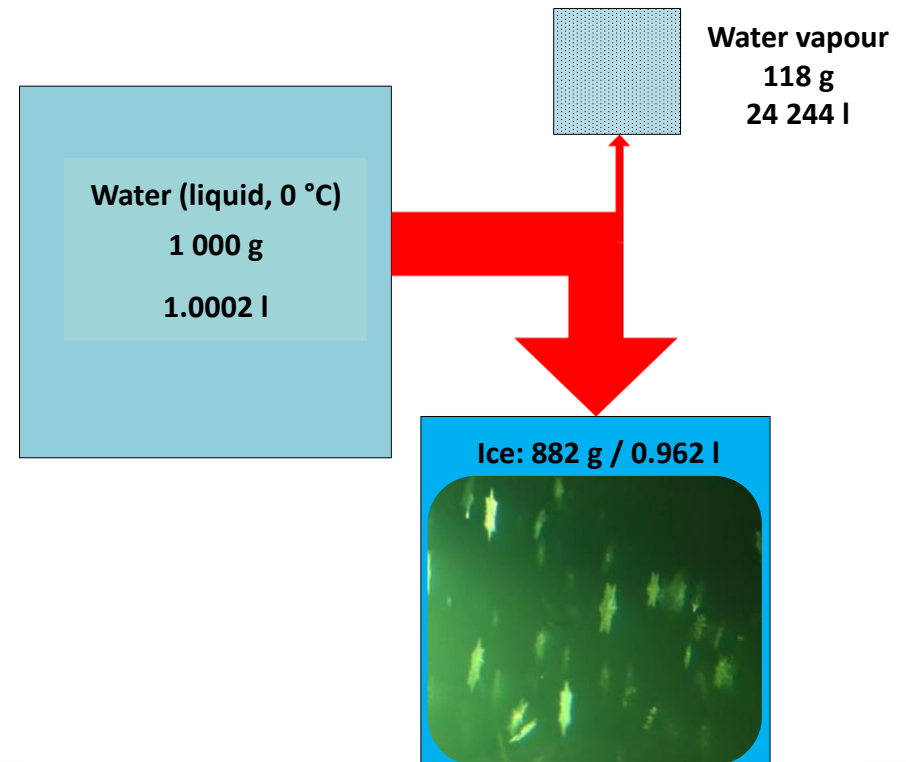 Water vapour
118 g
24 244 l
Water (liquid, 0 °C)
1 000 g
1.0002 l
Ice: 882 g / 0.962 l